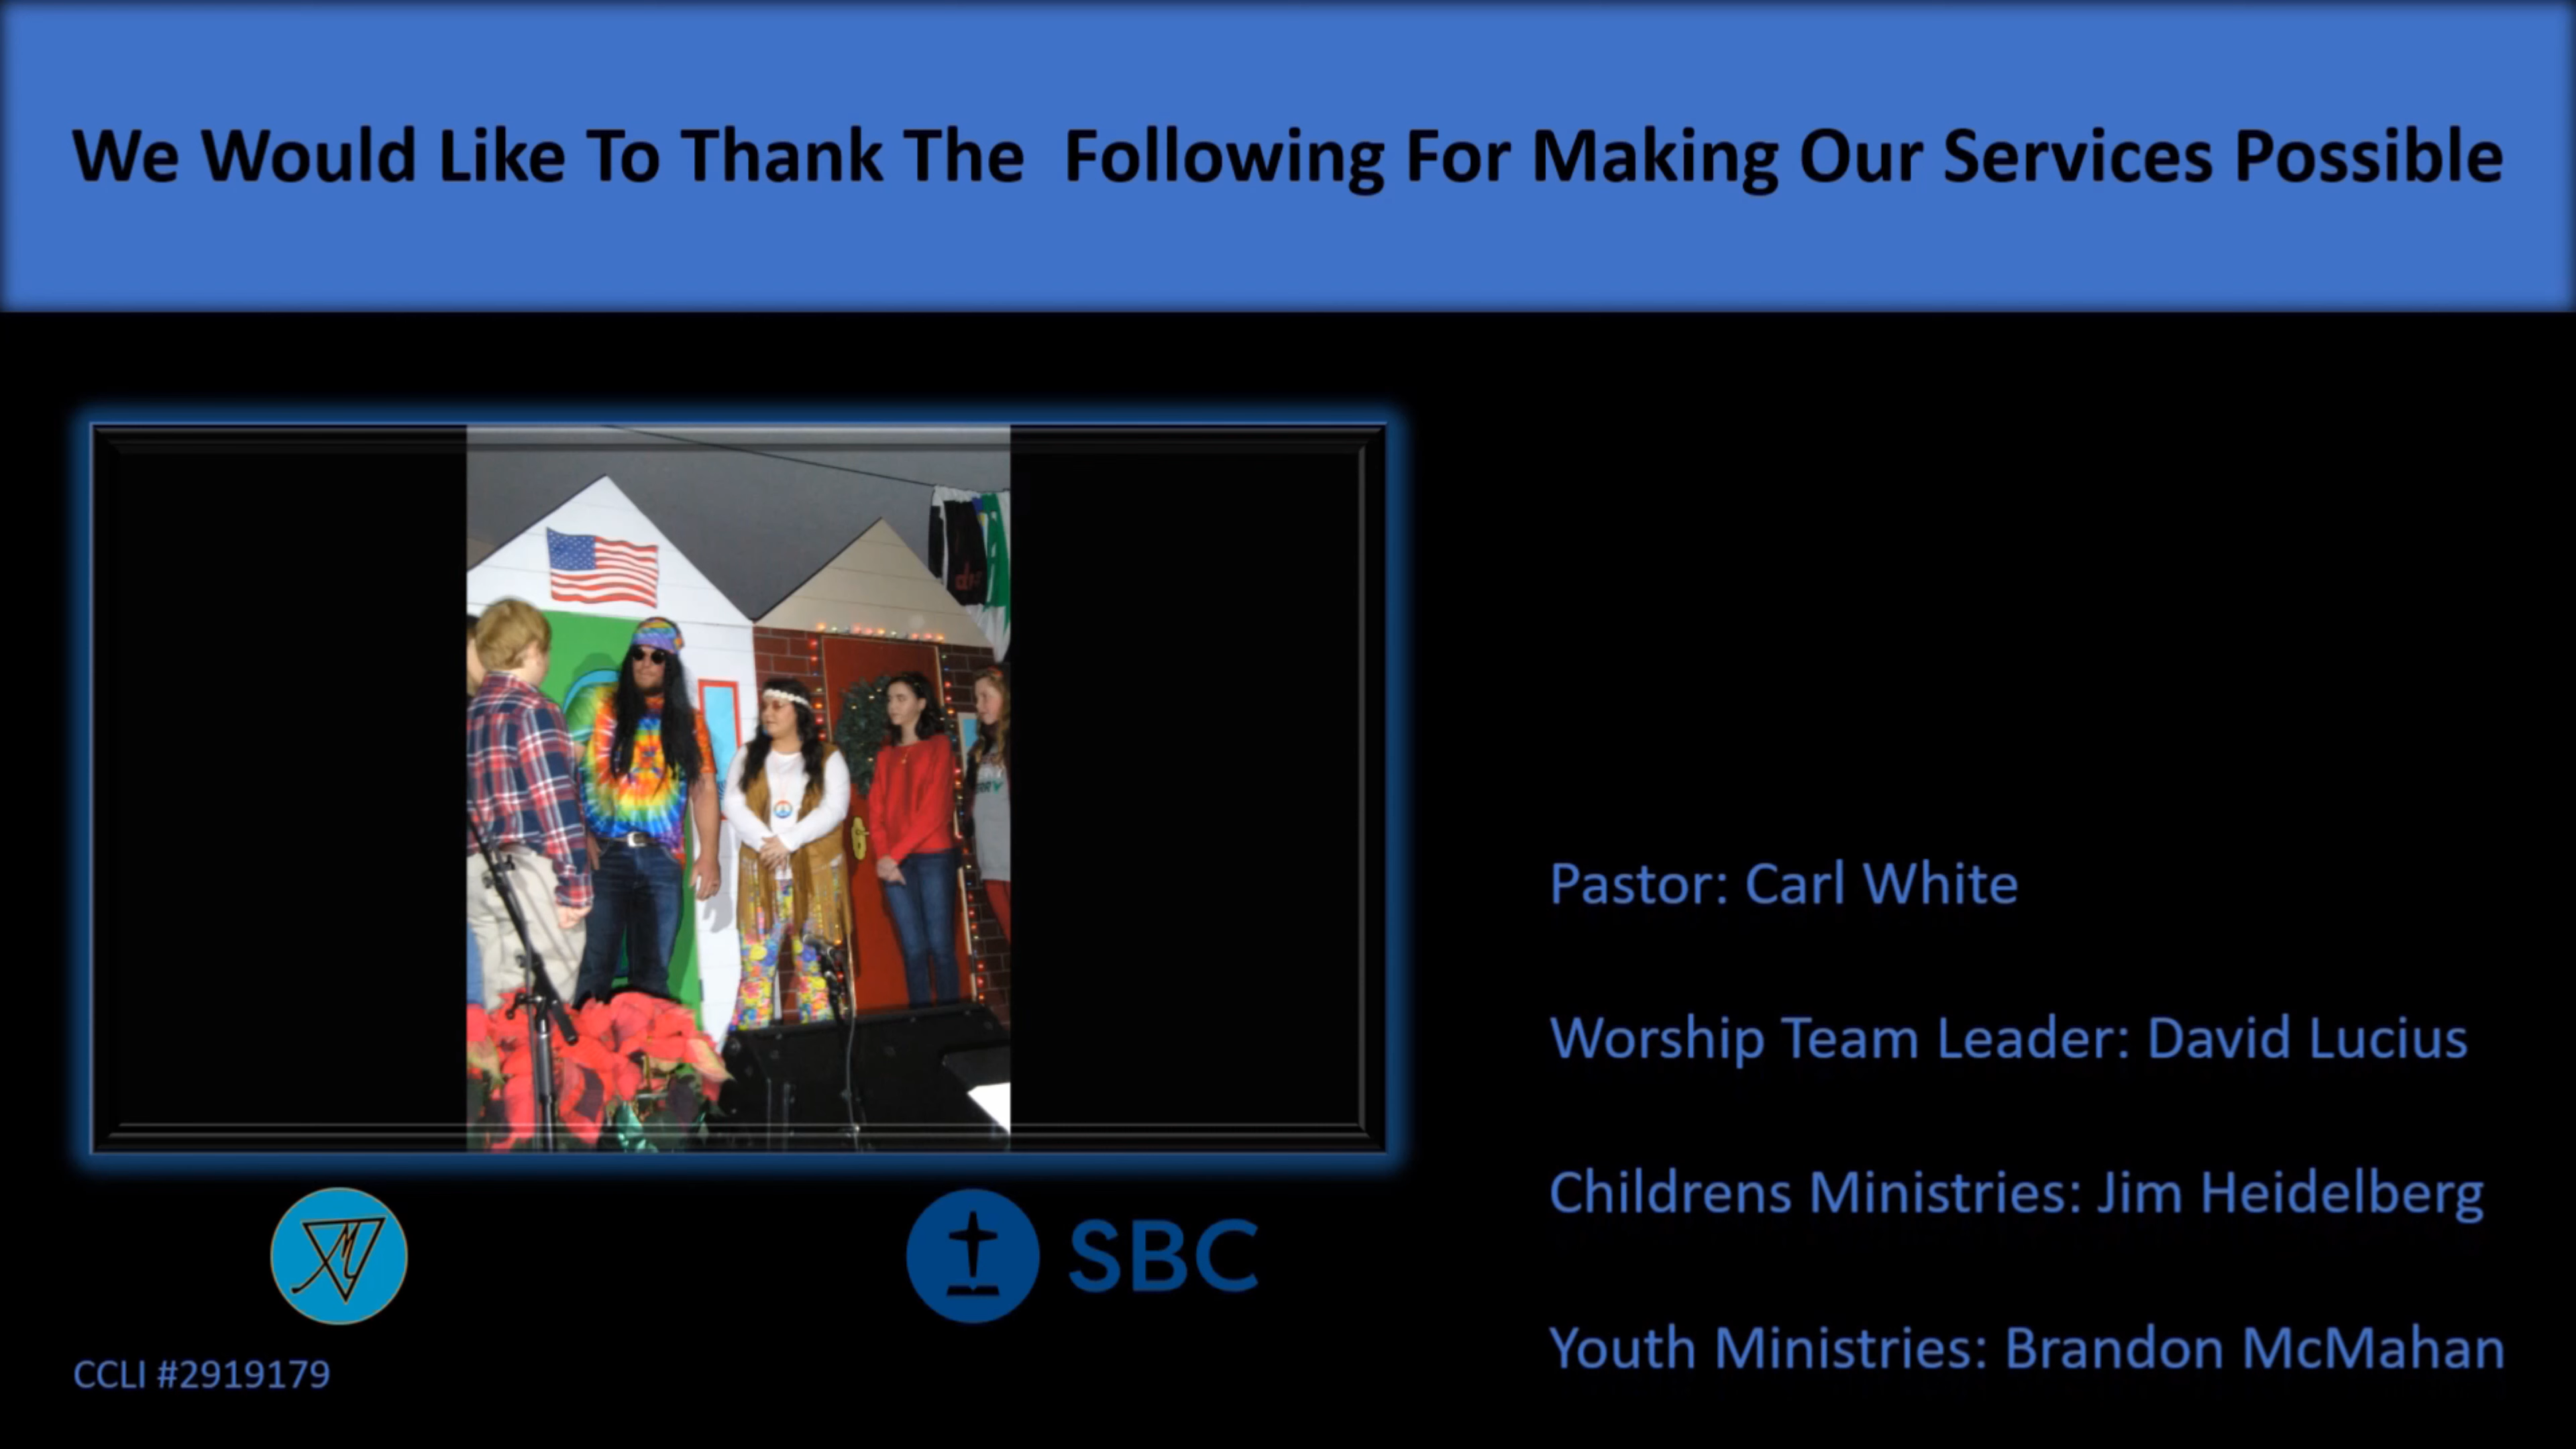 We Would Like To Thank The  Following For Making Our Services Possible
Pastor: Carl White
Worship Team Leader: David Lucius
Childrens Ministries: Jim Heidelberg
Youth Ministries: Brandon McMahan
SBC
CCLI #2919179